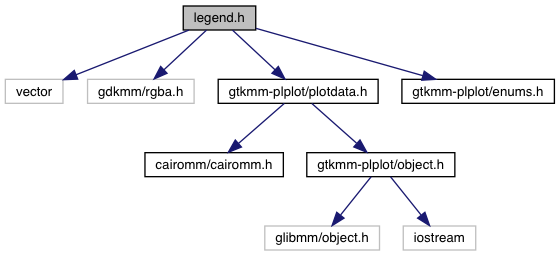 legend.h
vector
gdkmm/rgba.h
gtkmm-plplot/plotdata.h
gtkmm-plplot/enums.h
cairomm/cairomm.h
gtkmm-plplot/object.h
glibmm/object.h
iostream